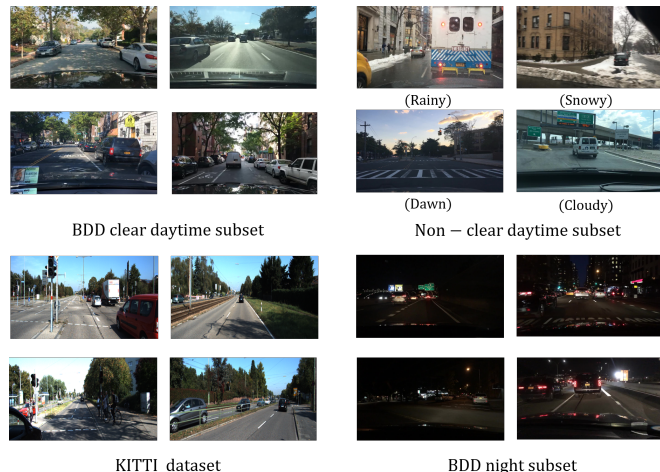 (Rainy)
(Snowy)
(Dawn)
(Cloudy)
BDD clear daytime subset
Non − clear daytime subset
KITTI dataset
BDD night subset